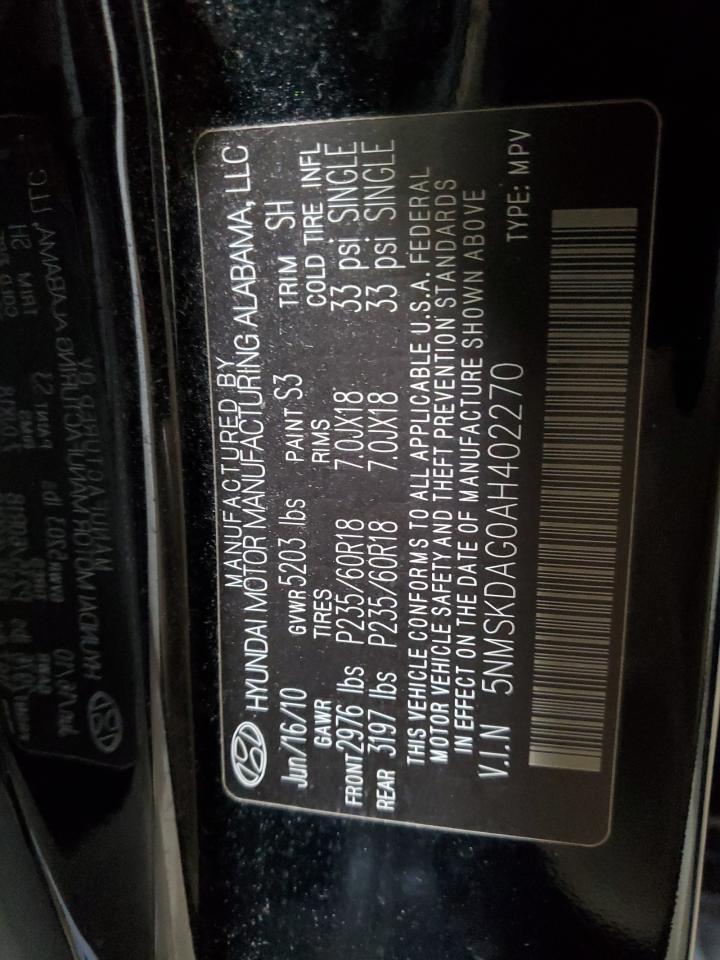 MANUFACTURED BY
HYUNDAI MOTOR MANUFACTURING ALABAMA, LLC
Jun/16/10 GVWR 5203 lbs PAINT S3 TRIM SH
GAWR TIRES RIMS COLD TIRE INFL
FRONT 2976 lbs P235/60R18 7.0JX18 33 psi SINGLE
REAR 3197 lbs P235/60R18 7.0JX18 33 psi SINGLE
THIS VEHICLE CONFORMS TO ALL APPLICABLE U.S.A. FEDERAL
MOTOR VEHICLE SAFETY AND THEFT PREVENTION STANDARDS
IN EFFECT ON THE DATE OF MANUFACTURE SHOWN ABOVE
V.I.N 5NMSKDAG0AH402270 TYPE: MPV